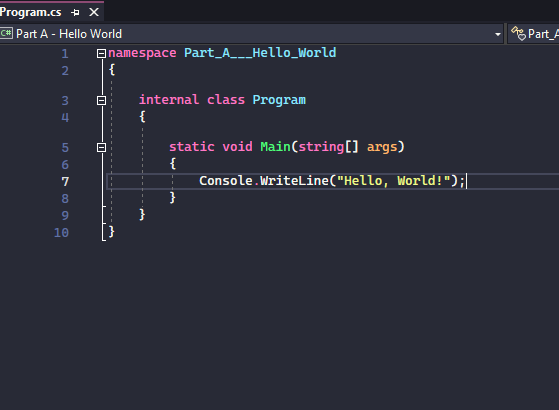 Program.cs
C# Part A - Hello World
Part_A
1 namespace Part_A___Hello_World
2 {
3 internal class Program
4 {
5 static void Main(string[] args)
6 {
7 Console.WriteLine("Hello, World!");
8 }
9 }
10 }